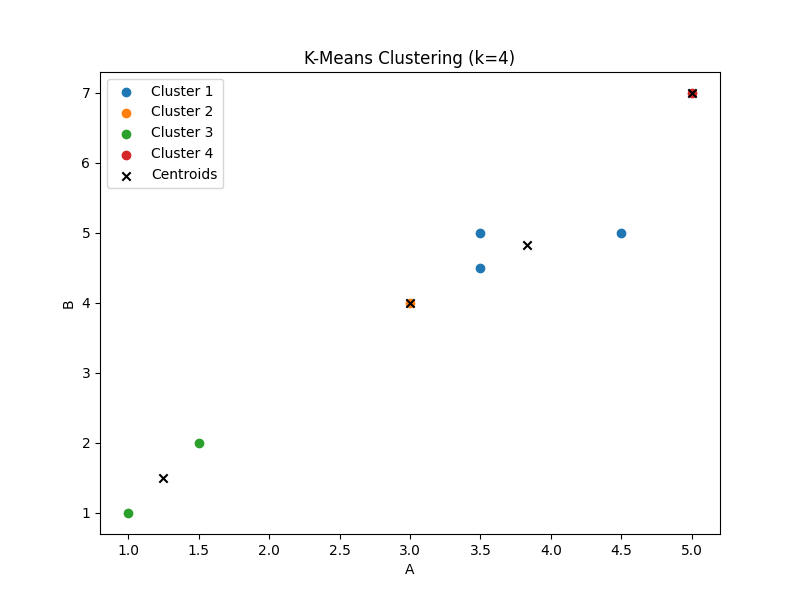 K-Means Clustering (k=4)
Cluster 1
Cluster 2
Cluster 3
Cluster 4
Centroids
7
6
5
4
3
2
1
B
1.0 1.5 2.0 2.5 3.0 3.5 4.0 4.5 5.0
A